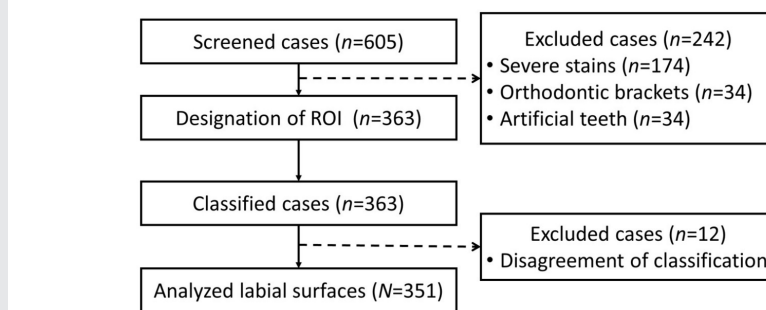 Screened cases (n=605)
Excluded cases (n=242)
• Severe stains (n=174)
• Orthodontic brackets (n=34)
• Artificial teeth (n=34)
Designation of ROI (n=363)
Classified cases (n=363)
Excluded cases (n=12)
• Disagreement of classification
Analyzed labial surfaces (N=351)